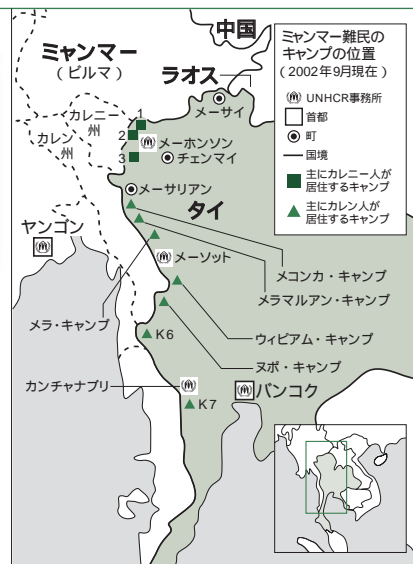 中国
ミャンマー
(ビルマ)
ラオス
メーサイ
カレニー
州
カレン
州
1
2
3
メーホンソン
チェンマイ
メーサリアン
タイ
ヤンゴン
メーソット
メコンカ・キャンプ
メラマルアン・キャンプ
メラ・キャンプ
ウィビアム・キャンプ
K6
ヌポ・キャンプ
カンチャナブリ
バンコク
K7
ミャンマー難民の
キャンプの位置
(2002年9月現在)
UNHCR事務所
首都
町
国境
主にカレニー人が
居住するキャンプ
主にカレン人が
居住するキャンプ